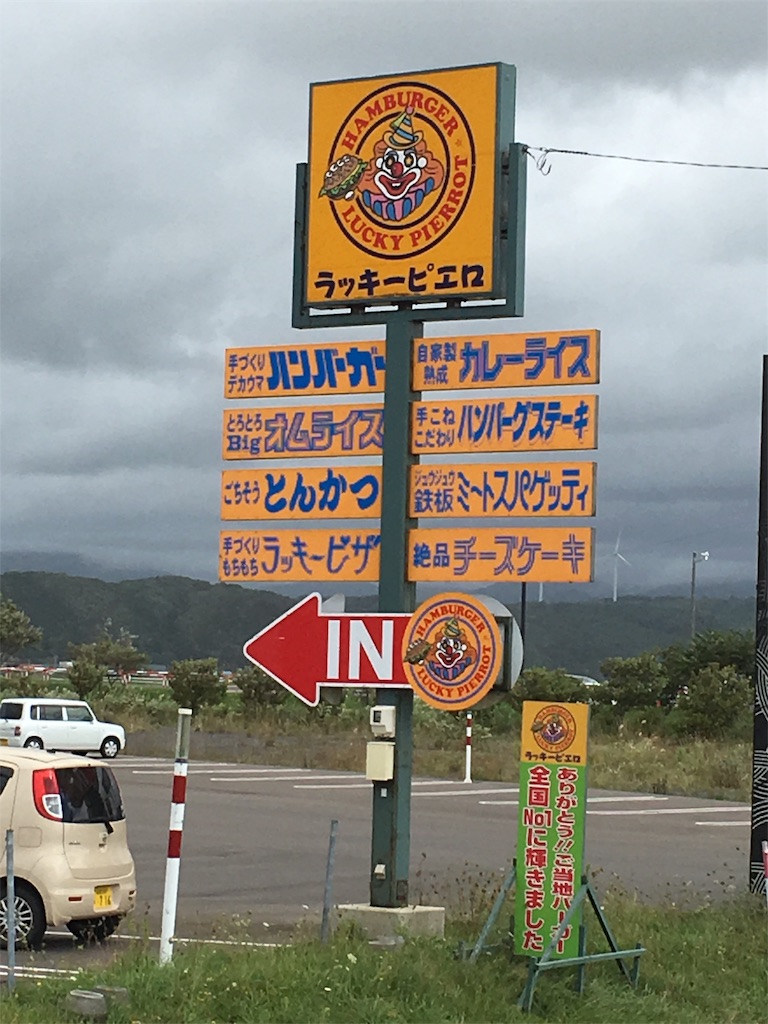 HAMBURGER
LUCKY PIERROT
ラッキーピエロ
手づくり
デカウマ
ハンバーガー
自家製
熟成
カレーライス
とろとろ
Big
オムライス
手こね
こだわり
ハンバーグステーキ
ごちそう
とんかつ
ジュウジュウ
鉄板
ミートスパゲッティ
手づくり
もちもち
ラッキーピザ
絶品
チーズケーキ
IN
HAMBURGER
LUCKY PIERROT
ラッキーピエロ
ありがとう!!ご当地バーガー
全国No1に輝きました